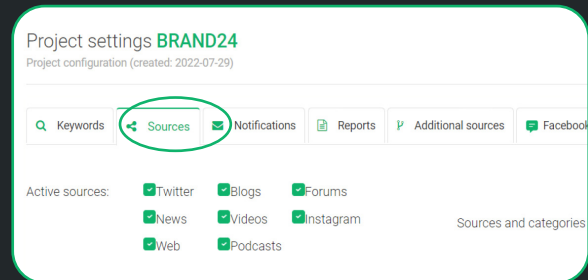 Project settings BRAND24
Project configuration (created: 2022-07-29)
Keywords Sources Notifications Reports Additional sources Facebook
Active sources: Twitter Blogs Forums
News Videos Instagram Sources and categories
Web Podcasts